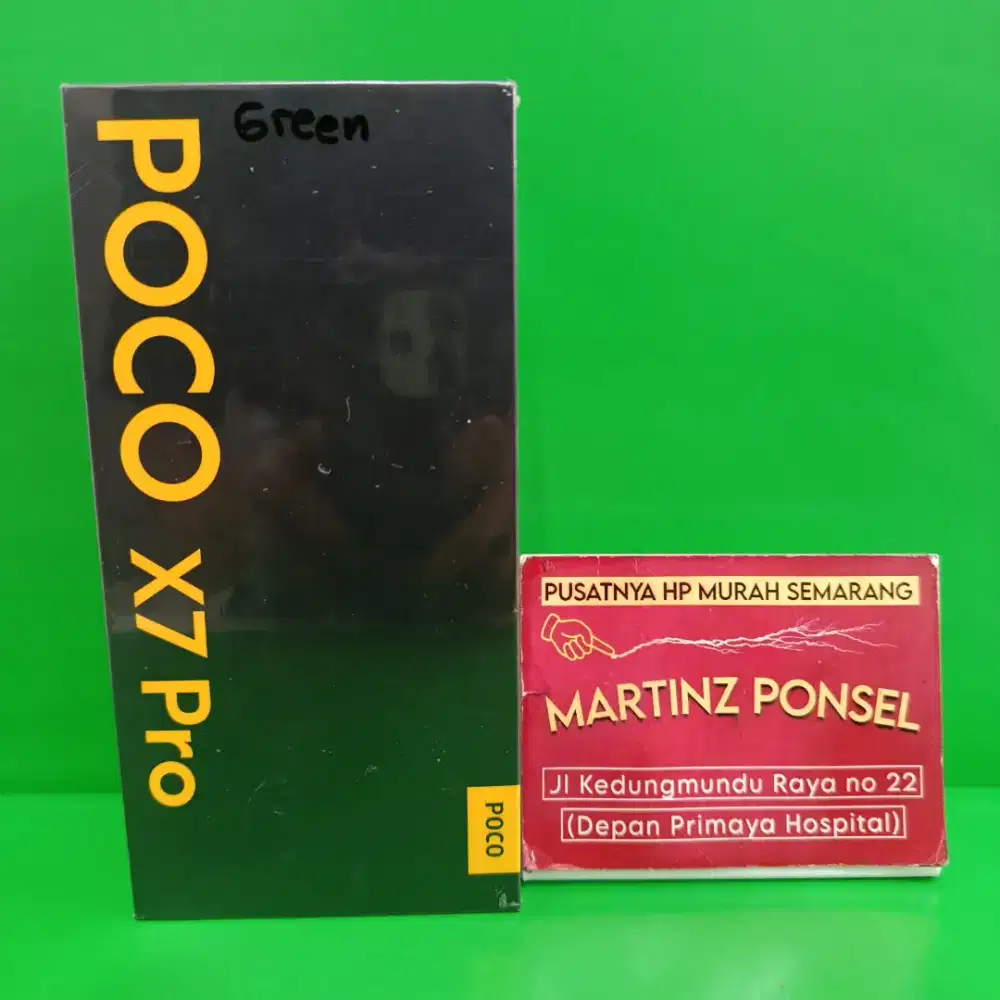 Green
POCO X7 Pro
POCO
PUSATNYA HP MURAH SEMARANG
MARTINZ PONSEL
Jl Kedungmundu Raya no 22
(Depan Primaya Hospital)